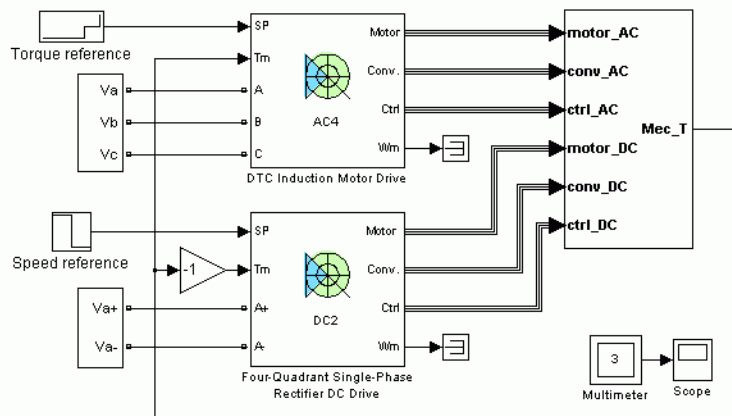 SP
Motor
motor_AC
Torque reference
Tm
Conv.
conv_AC
Va
A
Ctrl
ctrl_AC
Vb
B
AC4
Mec_T
Vc
C
Wm
motor_DC
DTC Induction Motor Drive
conv_DC
SP
Motor
ctrl_DC
Speed reference
-1
Tm
Conv.
Va+
A+
Ctrl
DC2
Va-
A-
Wm
3
Four-Quadrant Single-Phase
Rectifier DC Drive
Multimeter
Scope